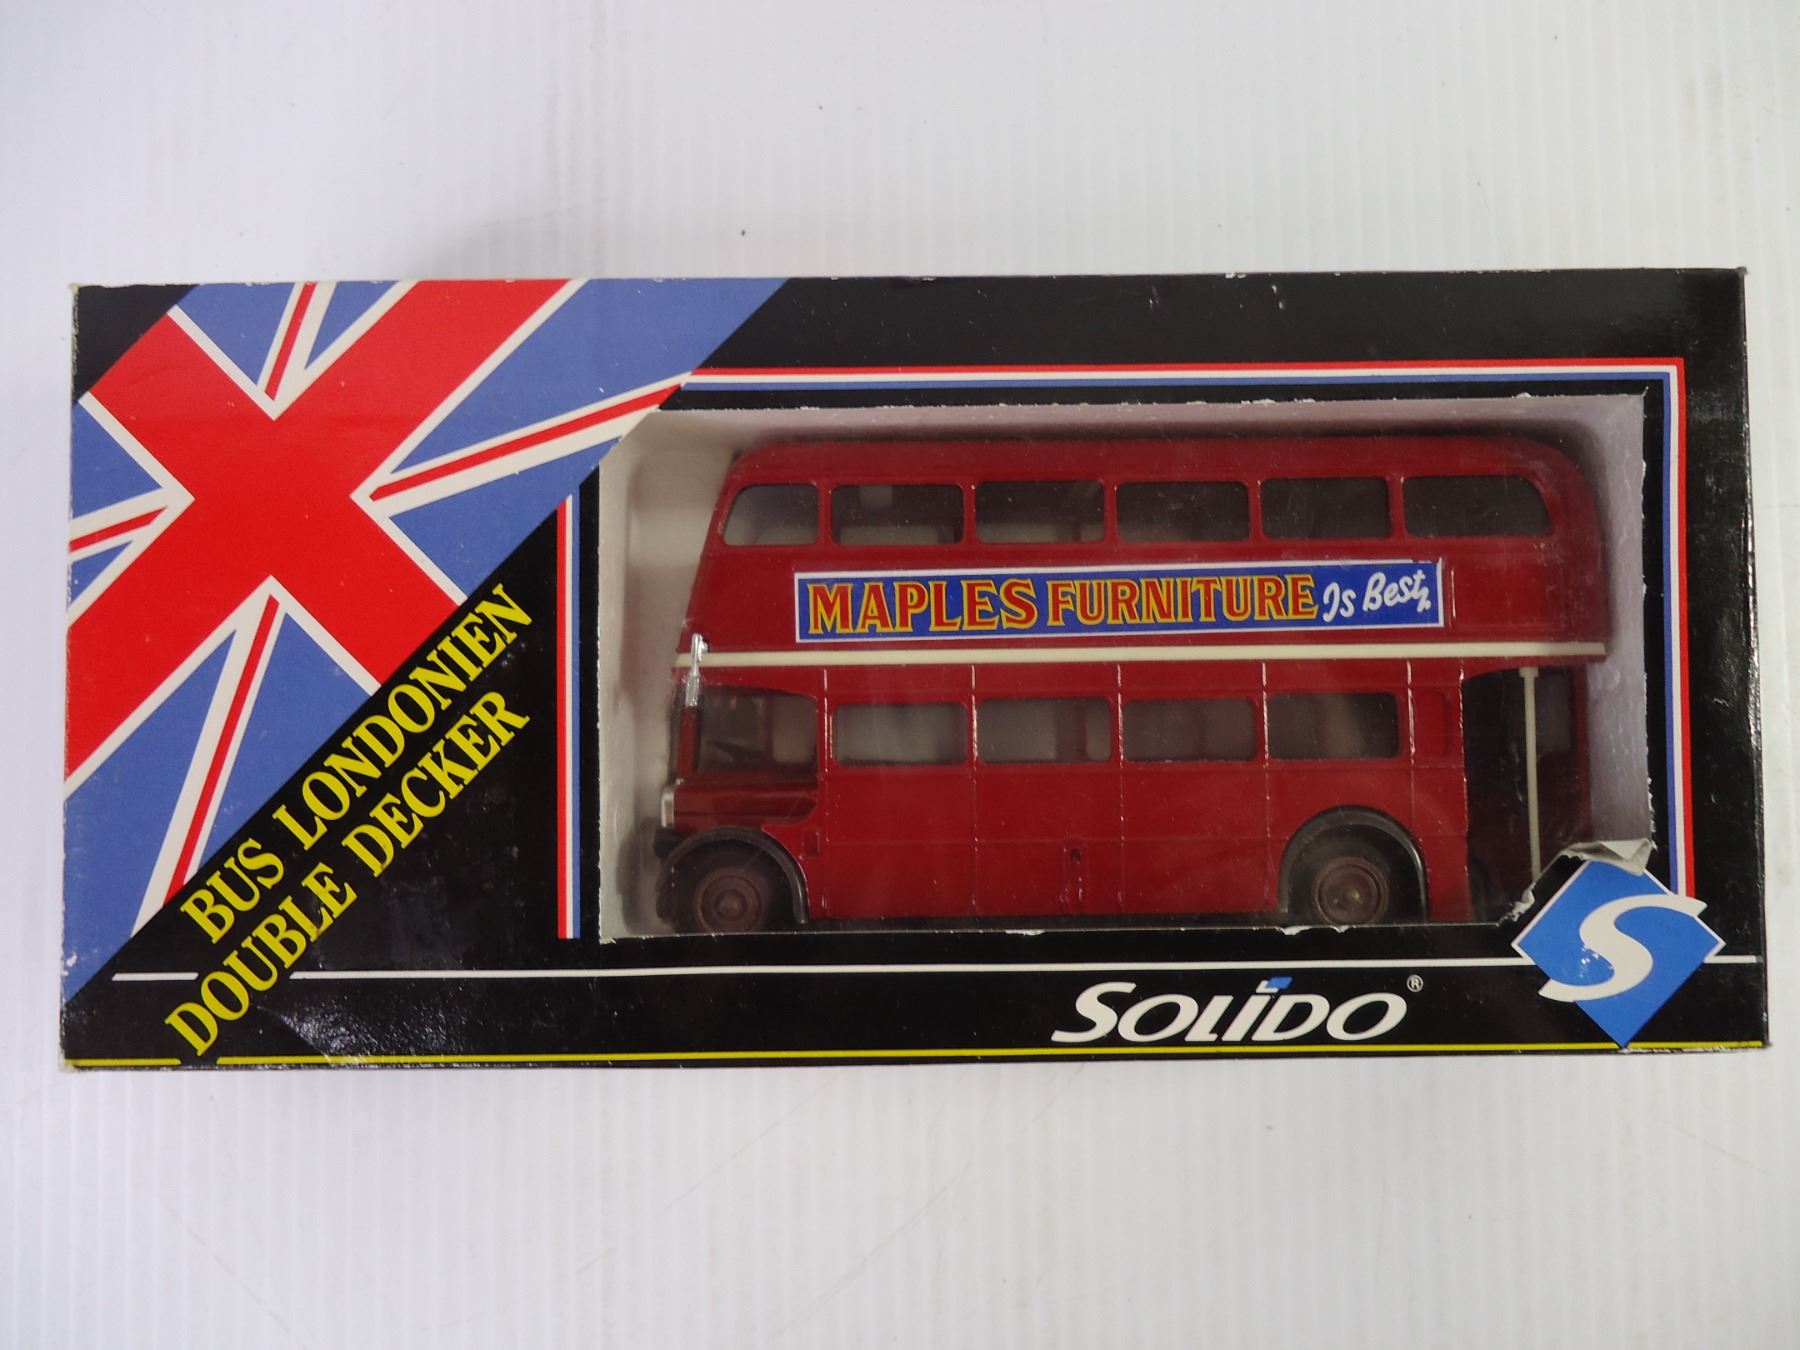 MAPLES FURNITURE Is Best
BUS LONDONIEN
DOUBLE DECKER
SOLIDO®
S